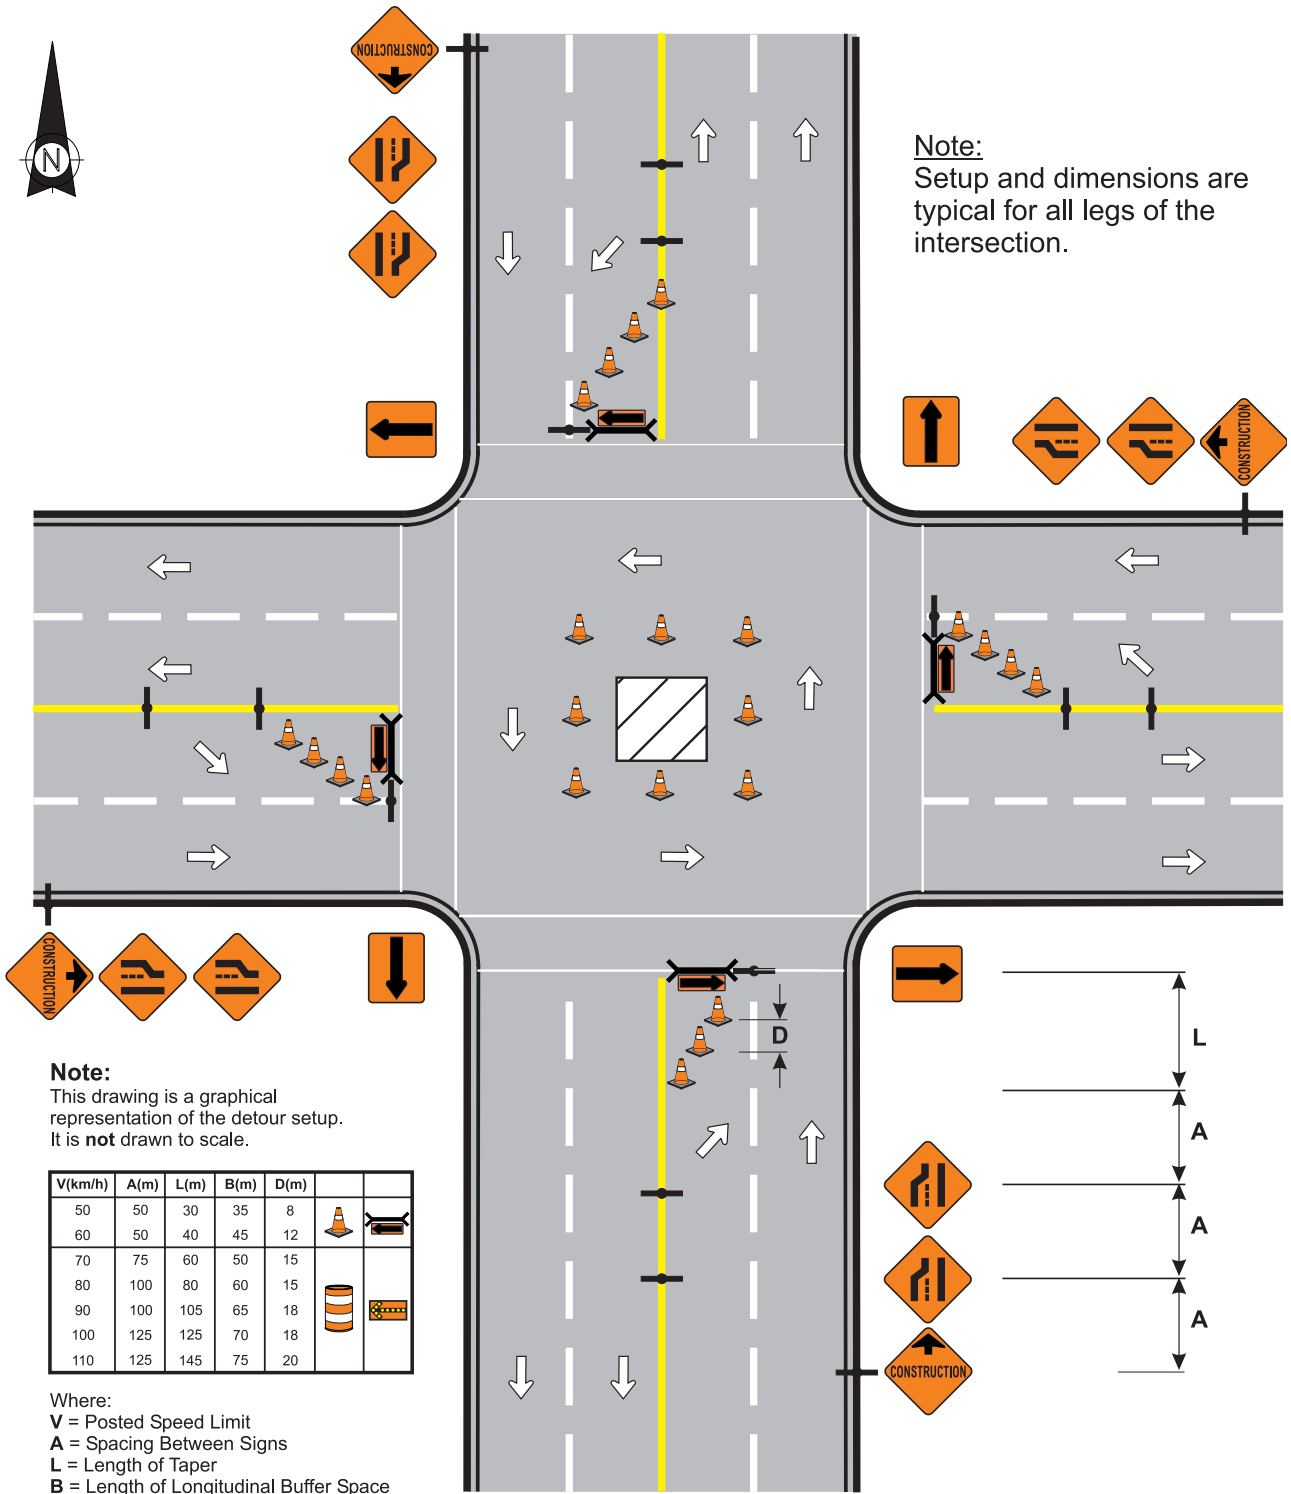 CONSTRUCTION
N
Note:
Setup and dimensions are
typical for all legs of the
intersection.
CONSTRUCTION
CONSTRUCTION
D
L
A
A
A
CONSTRUCTION
Note:
This drawing is a graphical
representation of the detour setup.
It is not drawn to scale.
V(km/h) A(m) L(m) B(m) D(m)
50 50 30 35 8
60 50 40 45 12
70 75 60 50 15
80 100 80 60 15
90 100 105 65 18
100 125 125 70 18
110 125 145 75 20
Where:
V = Posted Speed Limit
A = Spacing Between Signs
L = Length of Taper
B = Length of Longitudinal Buffer Space